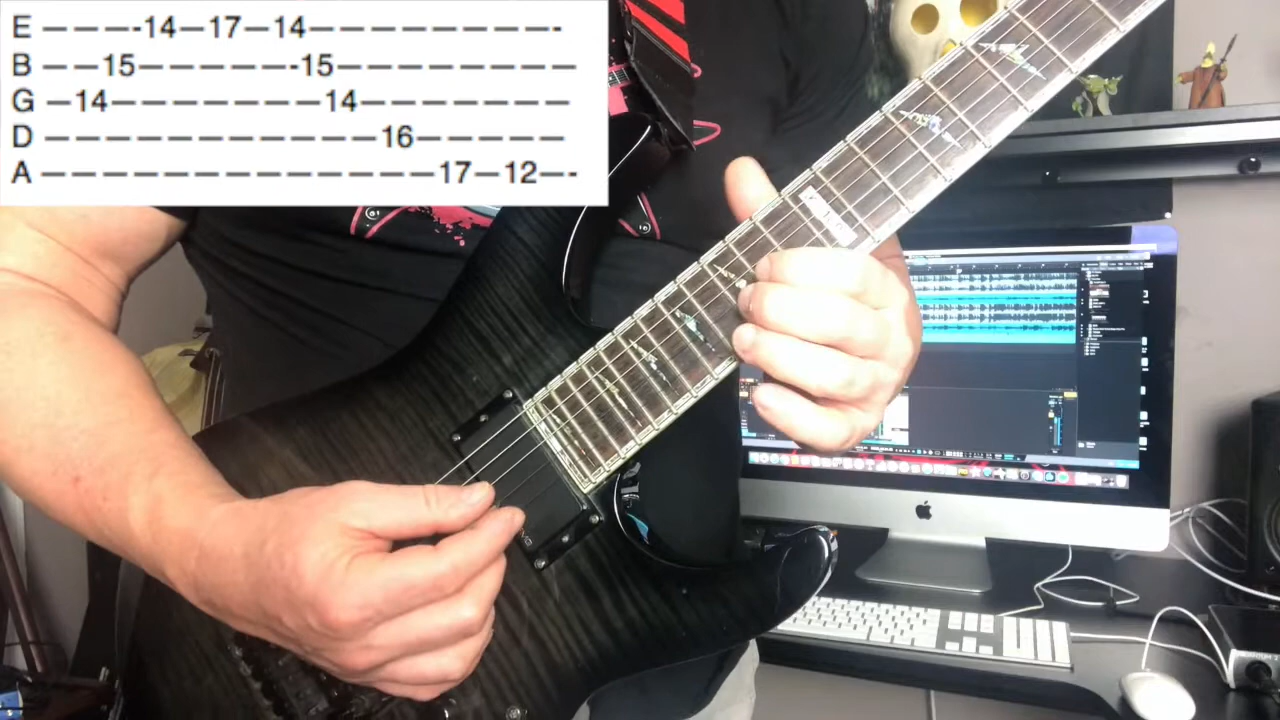 E — — — -14—17—14— — — — — — — — -
B — —15— — — — — -15— — — — — — — —
G —14— — — — — — —14— — — — — — —
D — — — — — — — — — — —16— — — — —
A — — — — — — — — — — — — —17—12— -